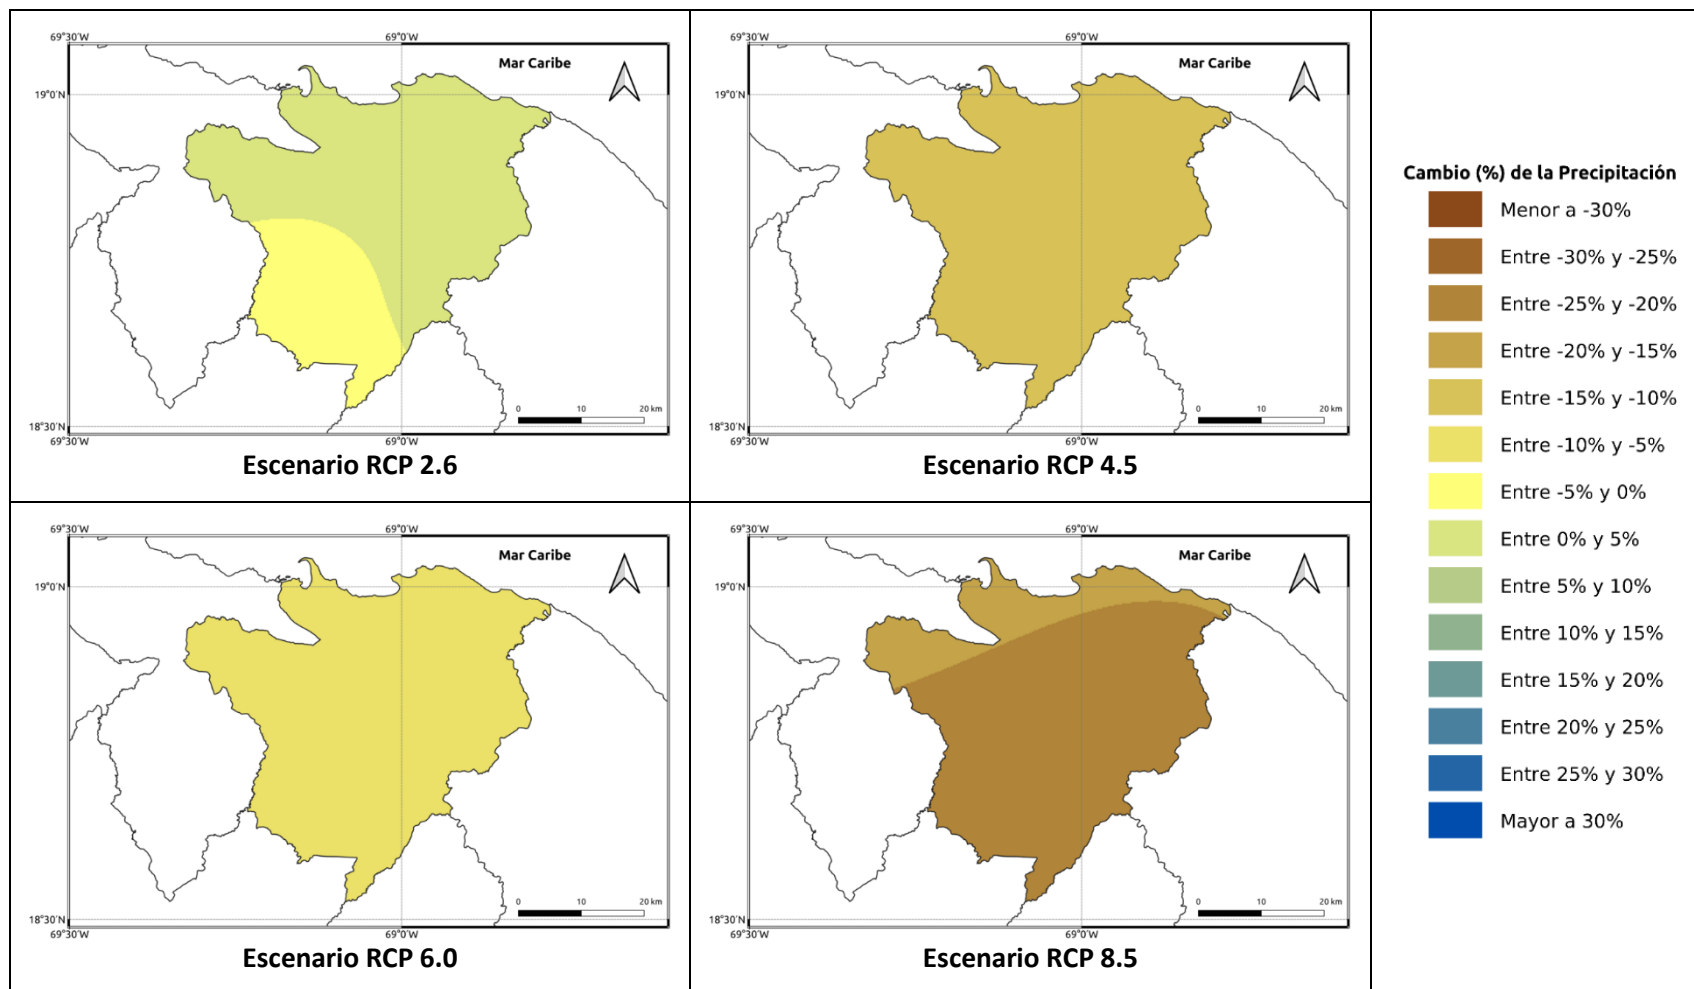 69°30'W
69°0'W
Mar Caribe
19°0'N
18°30'N
0
10
20 km
69°30'W
69°0'W
Escenario RCP 2.6
69°30'W
69°0'W
Mar Caribe
19°0'N
18°30'N
0
10
20 km
69°30'W
69°0'W
Escenario RCP 4.5
69°30'W
69°0'W
Mar Caribe
19°0'N
18°30'N
0
10
20 km
69°30'W
69°0'W
Escenario RCP 6.0
69°30'W
69°0'W
Mar Caribe
19°0'N
18°30'N
0
10
20 km
69°30'W
69°0'W
Escenario RCP 8.5
Cambio (%) de la Precipitación
Menor a -30%
Entre -30% y -25%
Entre -25% y -20%
Entre -20% y -15%
Entre -15% y -10%
Entre -10% y -5%
Entre -5% y 0%
Entre 0% y 5%
Entre 5% y 10%
Entre 10% y 15%
Entre 15% y 20%
Entre 20% y 25%
Entre 25% y 30%
Mayor a 30%